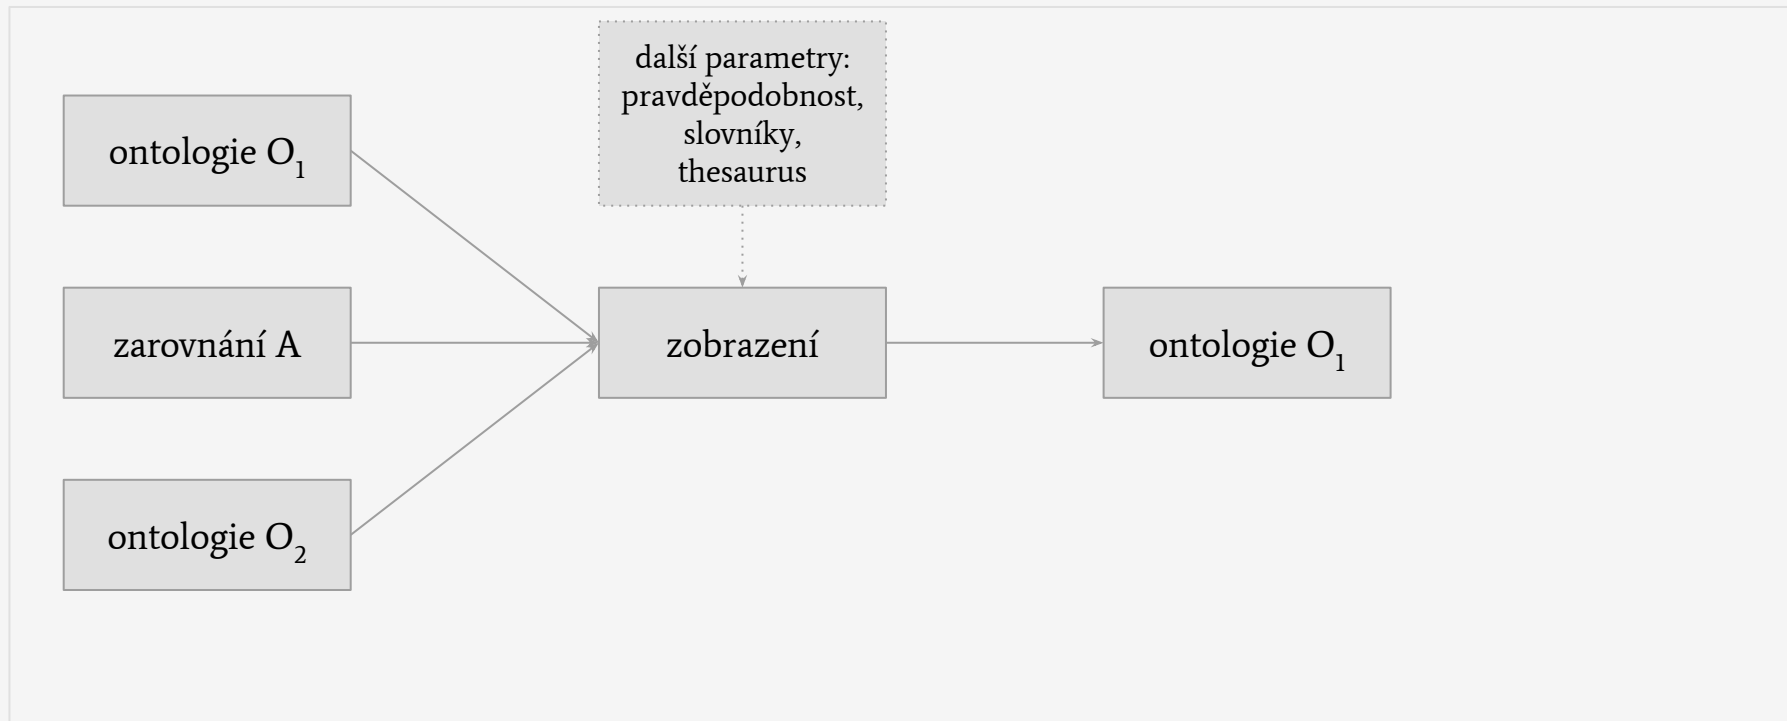 další parametry:
pravděpodobnost,
slovníky,
thesaurus
ontologie O₁
zarovnání A
zobrazení
ontologie O₁
ontologie O₂